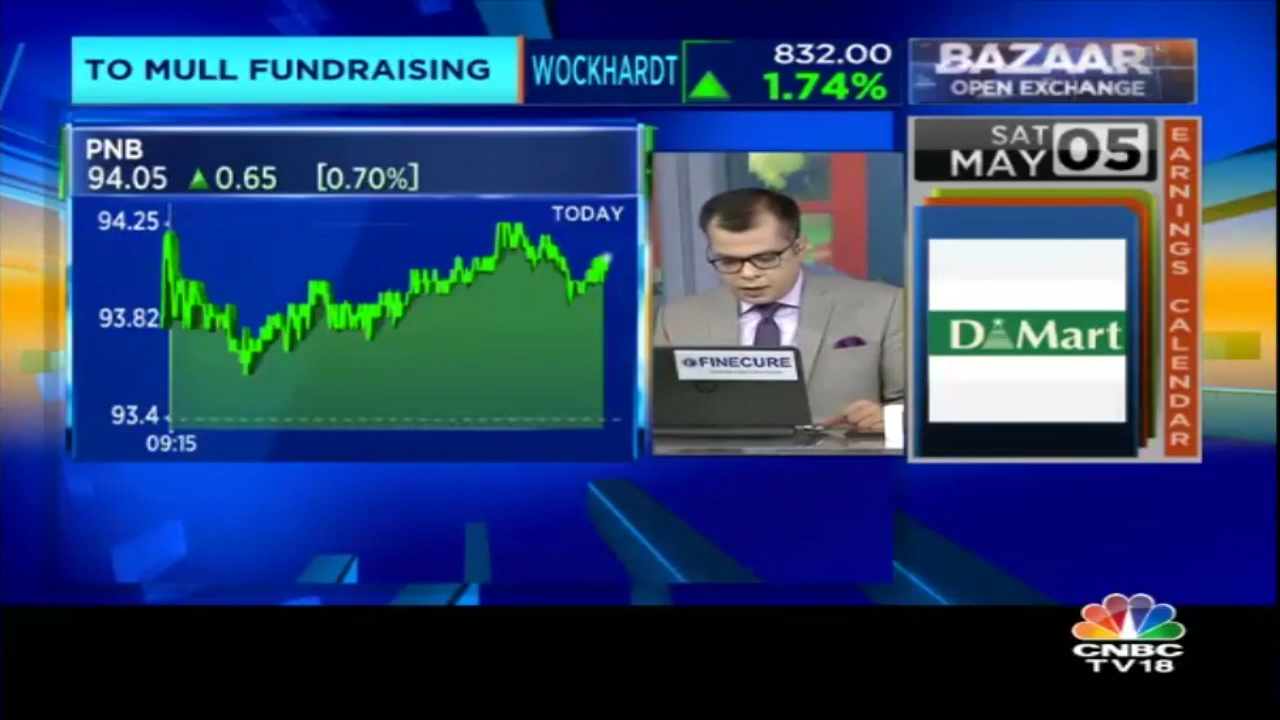 TO MULL FUNDRAISING
WOCKHARDT
832.00
1.74%
BAZAAR
OPEN EXCHANGE
PNB
94.05 ▲ 0.65 [0.70%]
TODAY
94.25
93.82
93.4
09:15
FINECURE
SAT
MAY
05
DMart
EARNINGS CALENDAR
CNBC
TV18